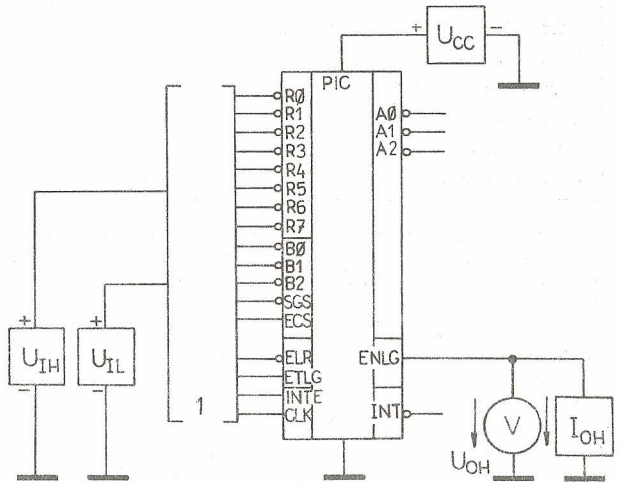 + U_CC −
PIC
R0
R1
R2
R3
R4
R5
R6
R7
B0
B1
B2
SGS
ECS
ELR
ETLG
INTE
CLK
A0
A1
A2
ENLG
INT
+ U_IH −
+ U_IL −
1
U_OH
V
I_OH